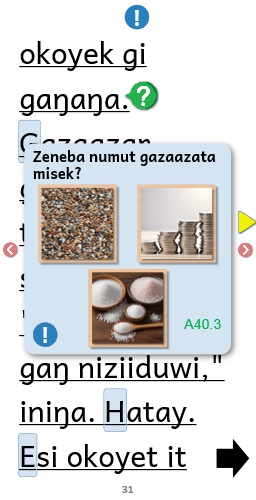 okoyek gi
gaŋaŋa.
Zeneba numut gazaazata
misek?
A40.3
gaŋ niziiduwi,"
iniŋa. Hatay.
Esi okoyet it
31